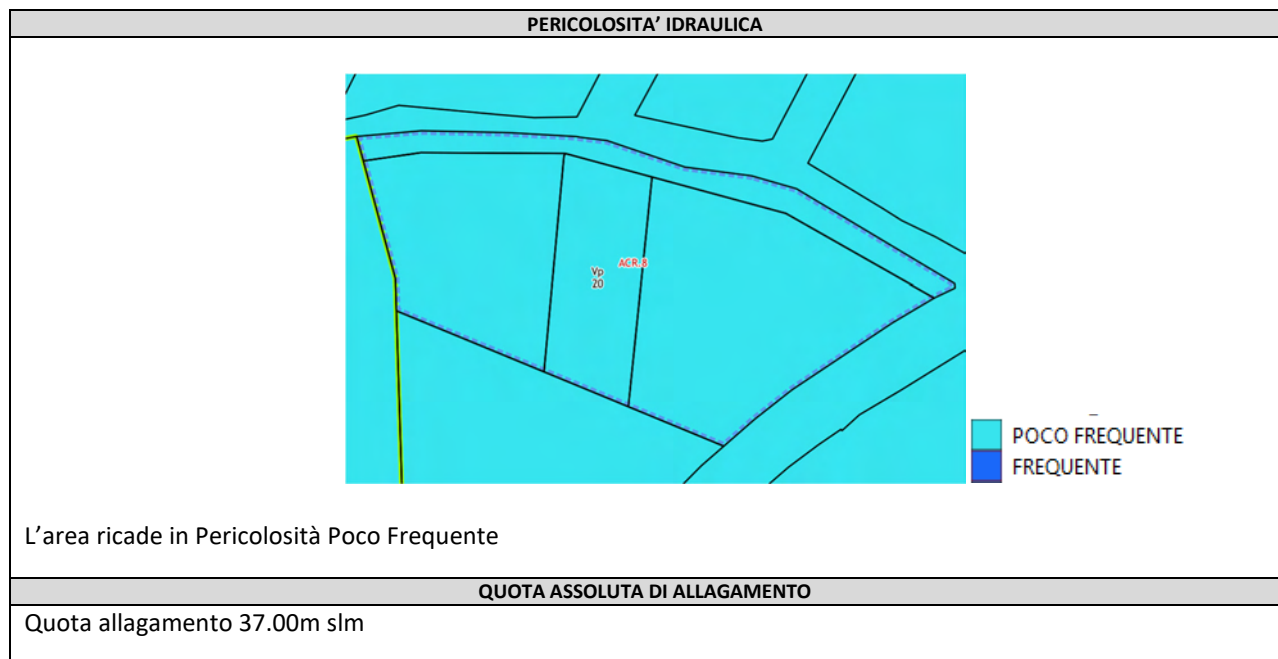 PERICOLOSITA’ IDRAULICA
ACR.8
Vp
20
POCO FREQUENTE
FREQUENTE
L’area ricade in Pericolosità Poco Frequente
QUOTA ASSOLUTA DI ALLAGAMENTO
Quota allagamento 37.00m slm